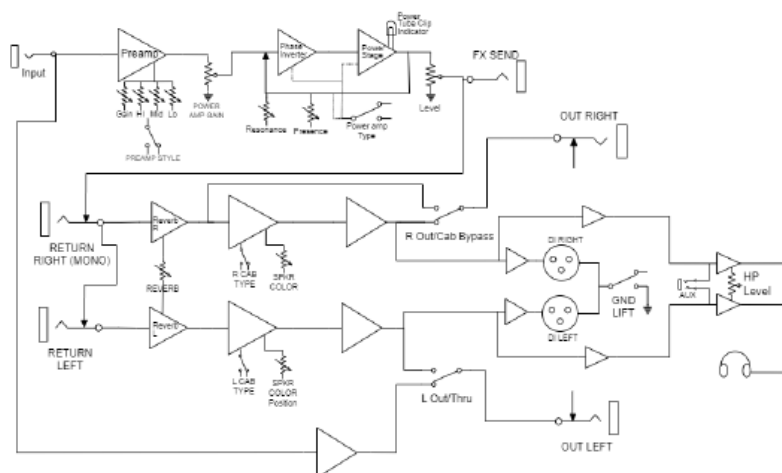 Power
Tube Clip
Indicator
Input
Preamp
Phase
Inverter
Power
Stage
FX SEND
Gain Hi Mid Lo
POWER
AMP GAIN
PREAMP STYLE
Resonance
Presence
Power amp
Type
Level
OUT RIGHT
RETURN
RIGHT (MONO)
Reverb
R
R CAB
TYPE
SPKR
COLOR
R Out/Cab Bypass
REVERB
DI RIGHT
GND
LIFT
DI LEFT
AUX
HP
Level
RETURN
LEFT
Reverb
L
L CAB
TYPE
SPKR
COLOR
Position
L Out/Thru
OUT LEFT